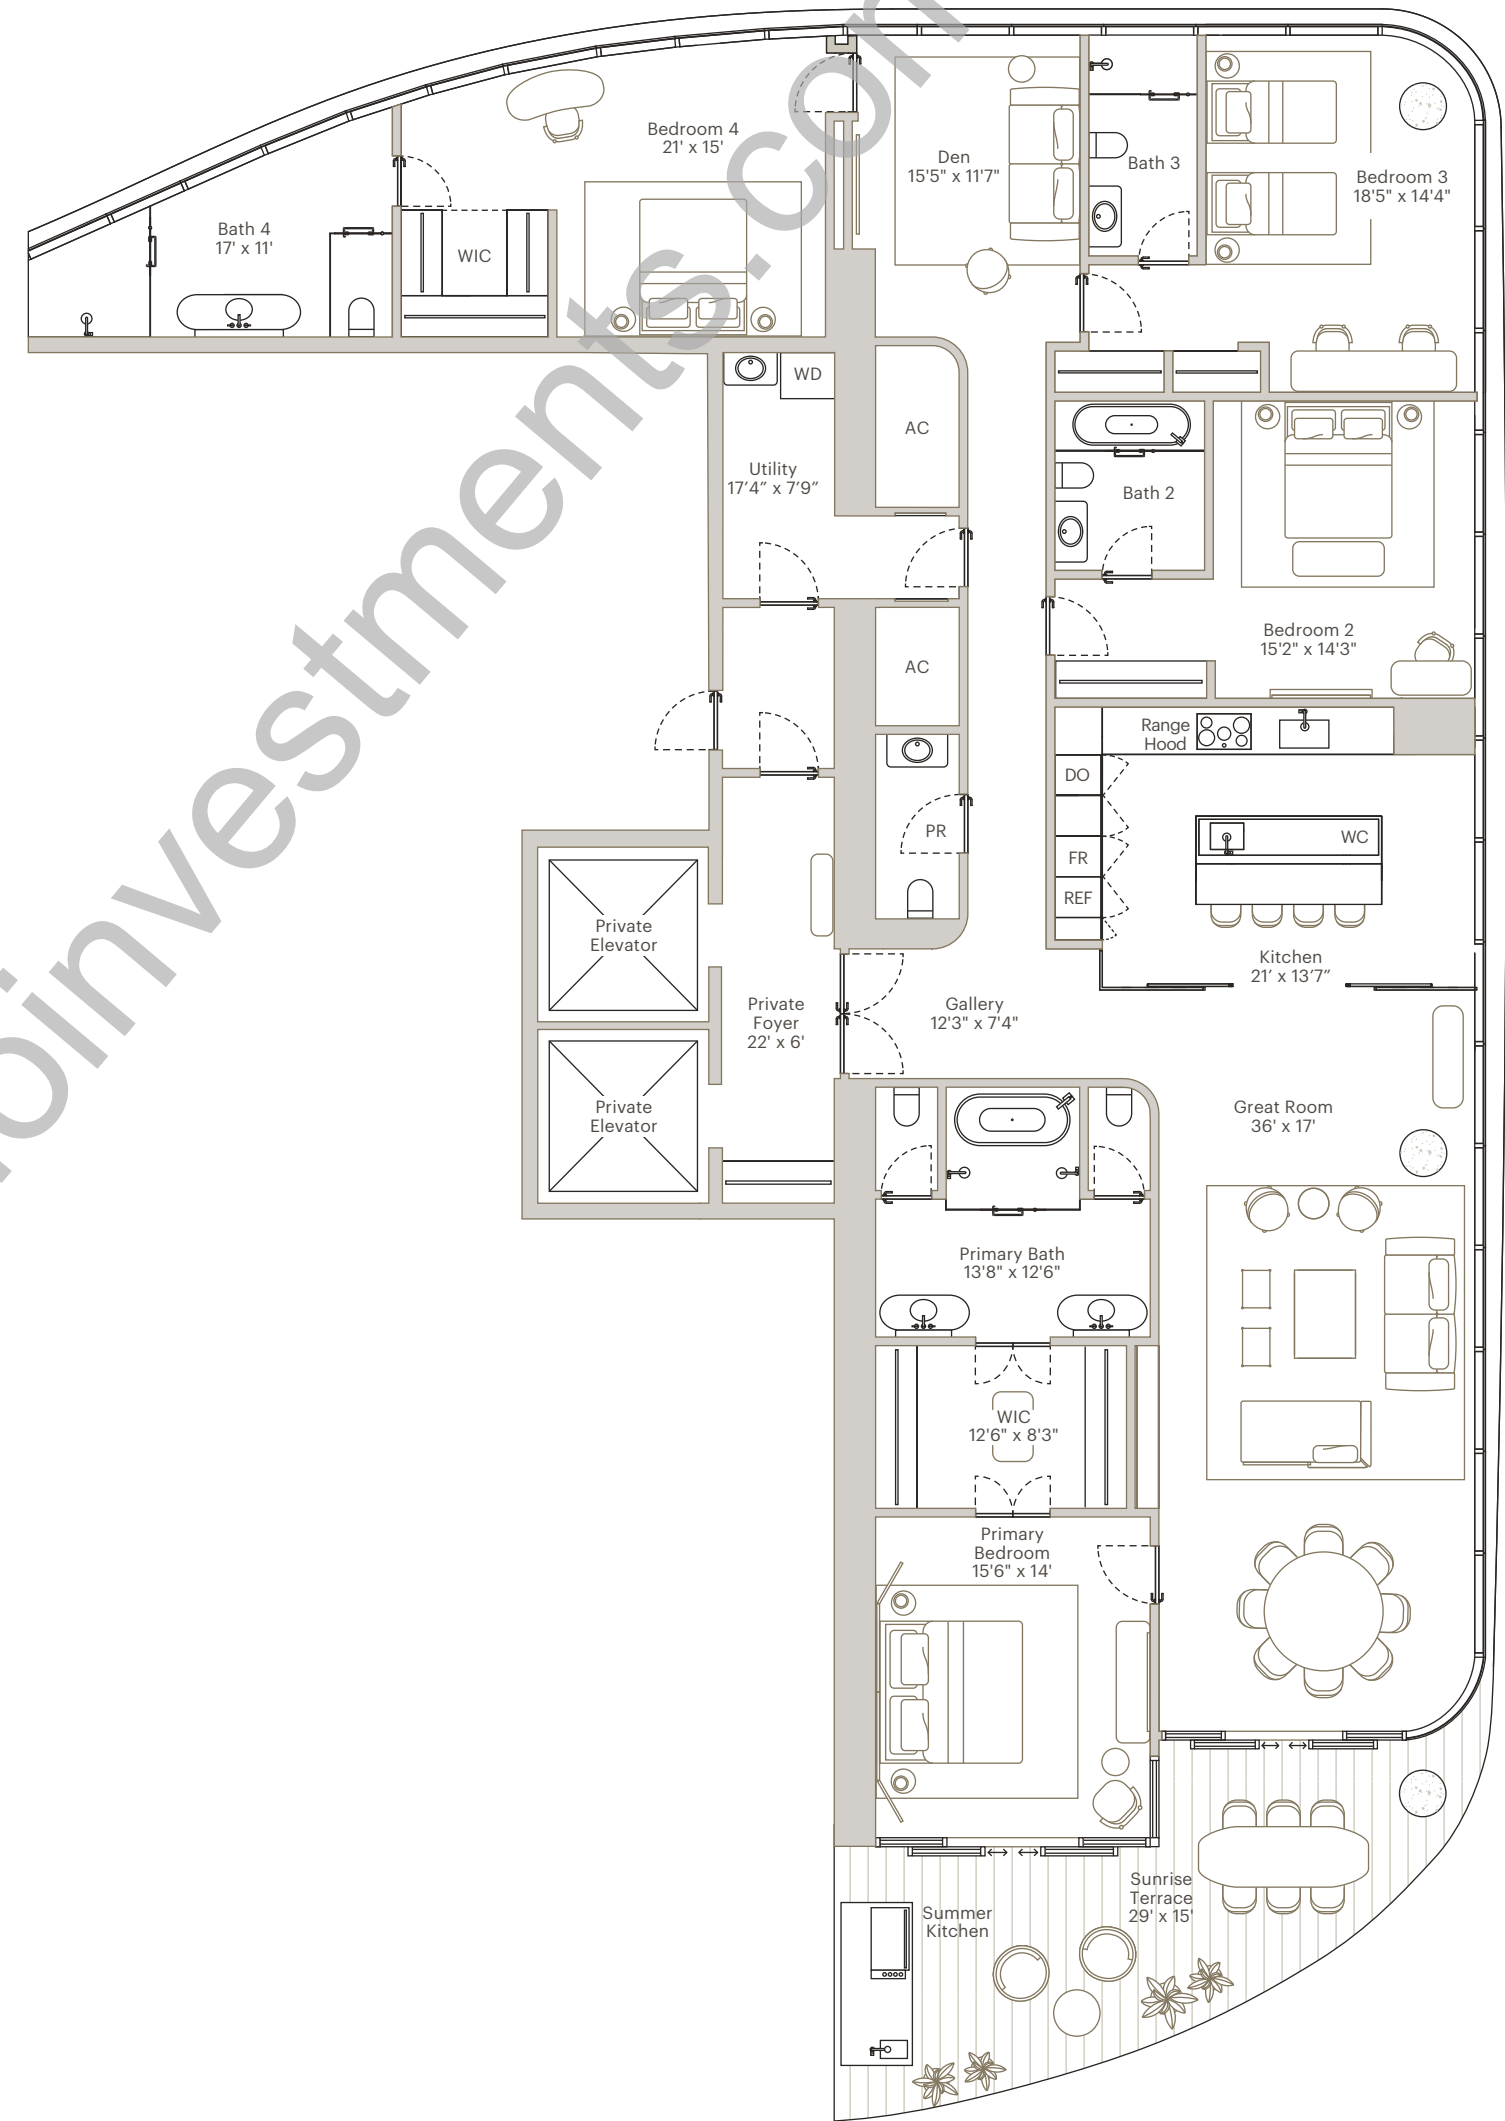 Bedroom 4
21' x 15'
Den
15'5" x 11'7"
Bath 3
Bedroom 3
18'5" x 14'4"
Bath 4
17' x 11'
WIC
WD
AC
Utility
17'4" x 7'9"
Bath 2
Bedroom 2
15'2" x 14'3"
AC
Range
Hood
DO
PR
WC
FR
REF
Private
Elevator
Kitchen
21' x 13'7"
Private
Foyer
22' x 6'
Gallery
12'3" x 7'4"
Private
Elevator
Great Room
36' x 17'
Primary Bath
13'8" x 12'6"
WIC
12'6" x 8'3"
Primary
Bedroom
15'6" x 14'
Sunrise
Terrace
29' x 15'
Summer
Kitchen
oinvestments.com